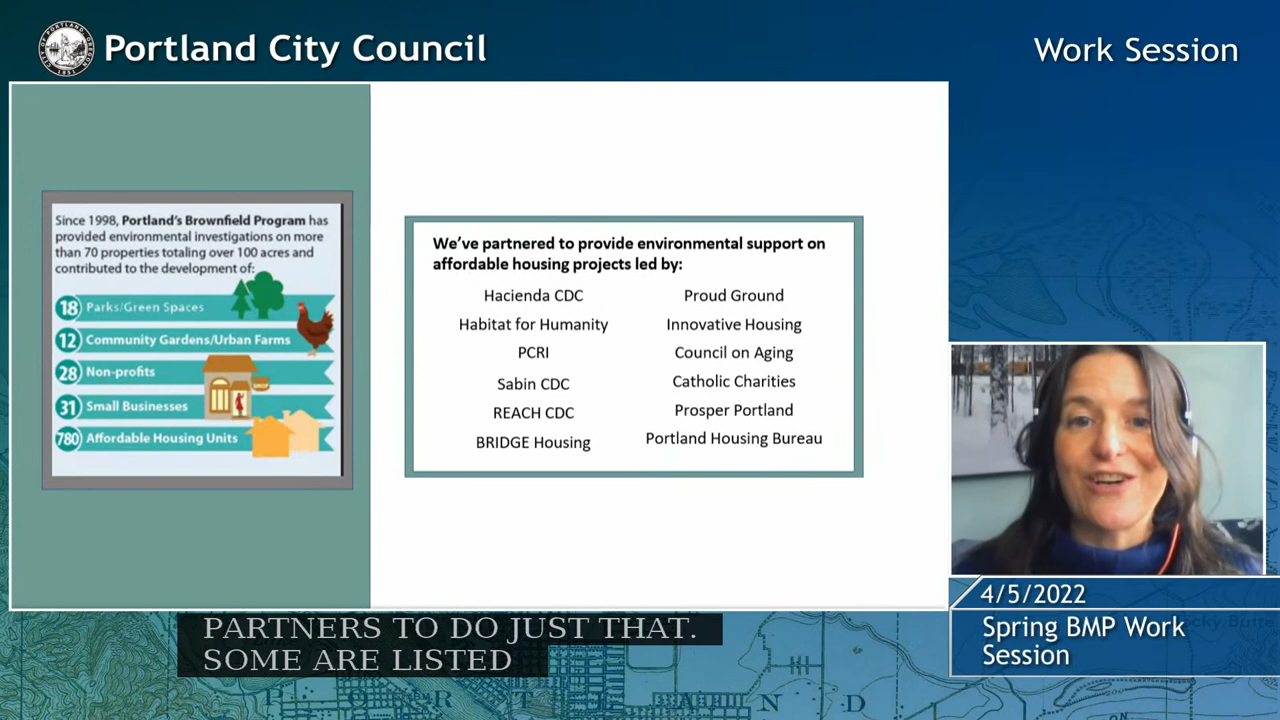 Portland City Council
Work Session
Since 1998, Portland's Brownfield Program has
provided environmental investigations on more
than 70 properties totaling over 100 acres and
contributed to the development of:
18 Parks/Green Spaces
12 Community Gardens/Urban Farms
28 Non-profits
31 Small Businesses
780 Affordable Housing Units
We've partnered to provide environmental support on
affordable housing projects led by:
Hacienda CDC
Habitat for Humanity
PCRI
Sabin CDC
REACH CDC
BRIDGE Housing
Proud Ground
Innovative Housing
Council on Aging
Catholic Charities
Prosper Portland
Portland Housing Bureau
4/5/2022
Spring BMP Work
Session
PARTNERS TO DO JUST THAT.
SOME ARE LISTED